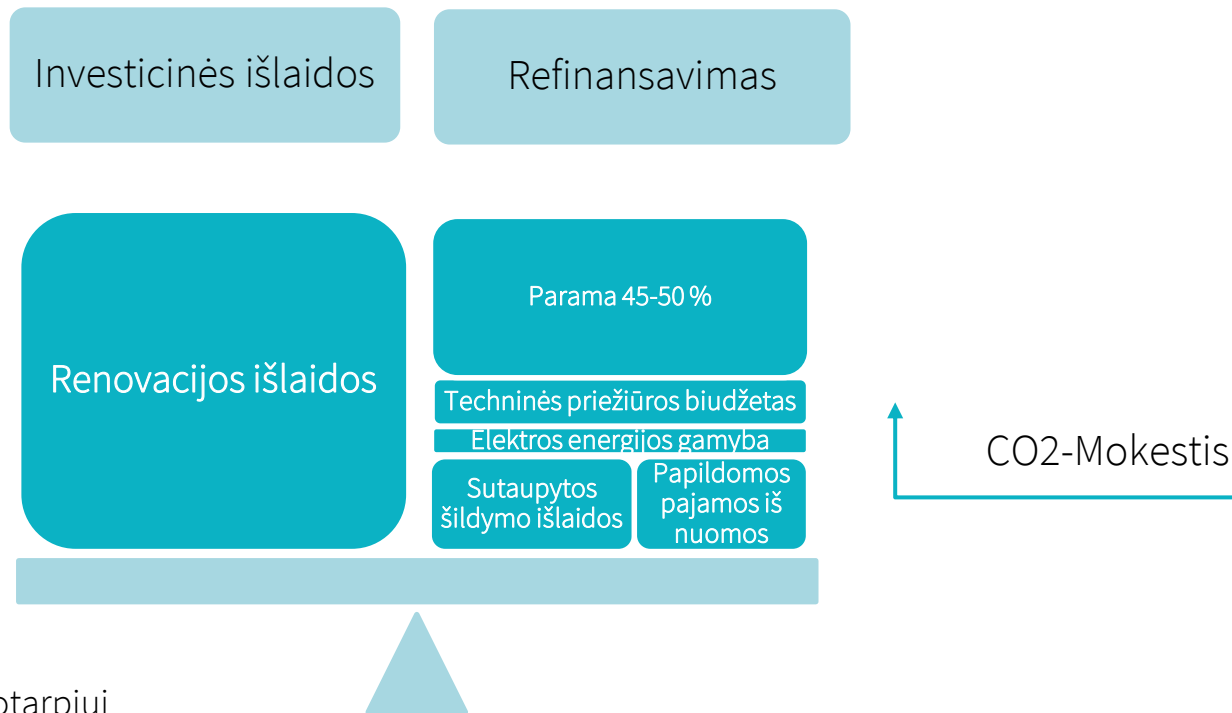 Investicinės išlaidos
Refinansavimas
Renovacijos išlaidos
Parama 45-50 %
Techninės priežiūros biudžetas
Elektros energijos gamyba
Sutaupytos
šildymo išlaidos
Papildomos
pajamos iš
nuomos
CO2-Mokestis